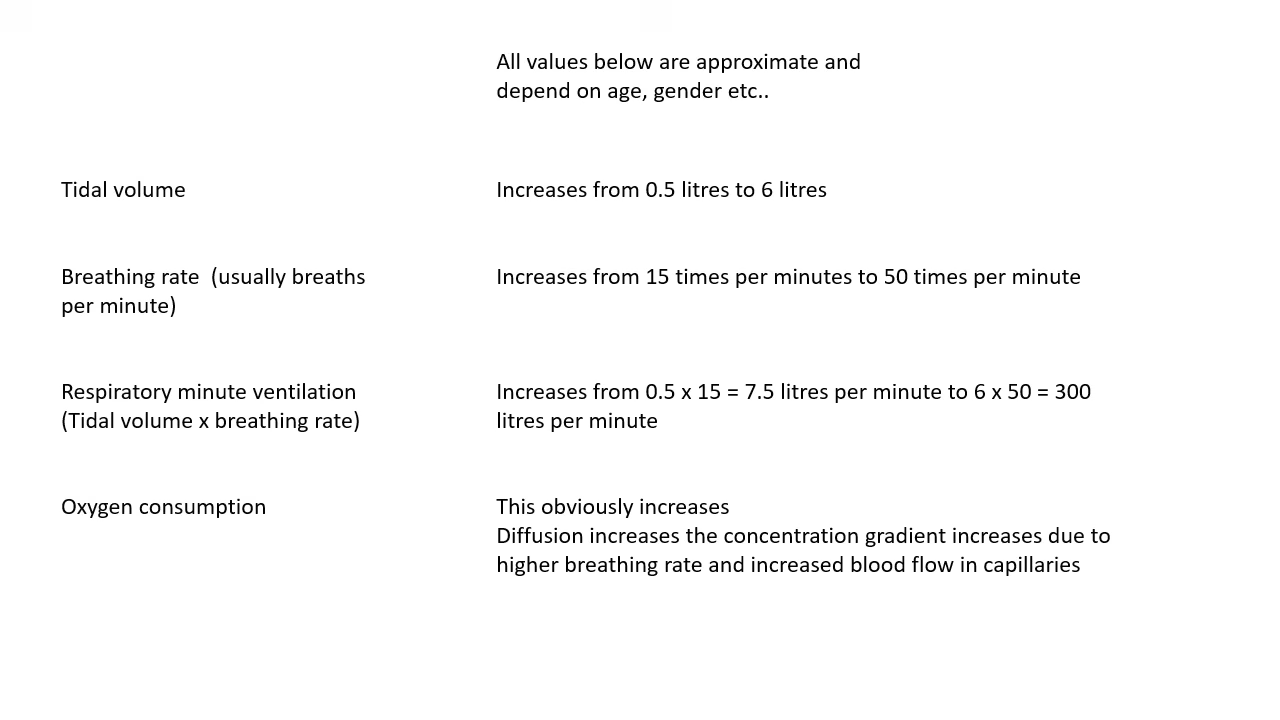 All values below are approximate and
depend on age, gender etc..
Tidal volume
Increases from 0.5 litres to 6 litres
Breathing rate  (usually breaths
per minute)
Increases from 15 times per minutes to 50 times per minute
Respiratory minute ventilation
(Tidal volume x breathing rate)
Increases from 0.5 x 15 = 7.5 litres per minute to 6 x 50 = 300
litres per minute
Oxygen consumption
This obviously increases
Diffusion increases the concentration gradient increases due to
higher breathing rate and increased blood flow in capillaries